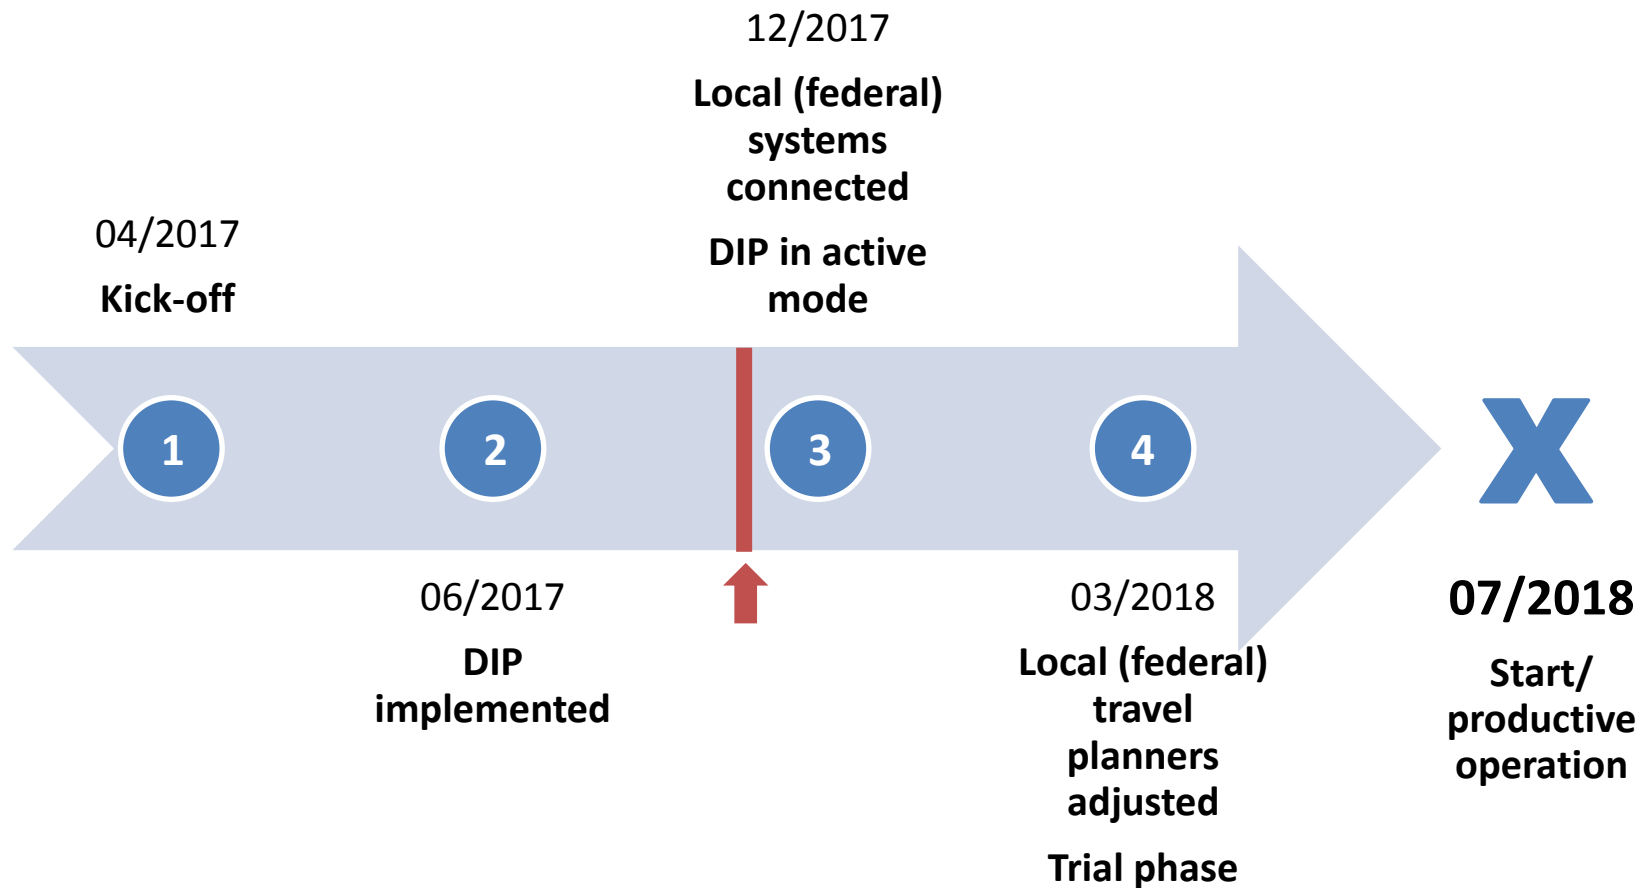 04/2017
Kick-off
1
06/2017
DIP
implemented
2
12/2017
Local (federal)
systems
connected
DIP in active
mode
3
03/2018
Local (federal)
travel
planners
adjusted
Trial phase
4
X
07/2018
Start/
productive
operation